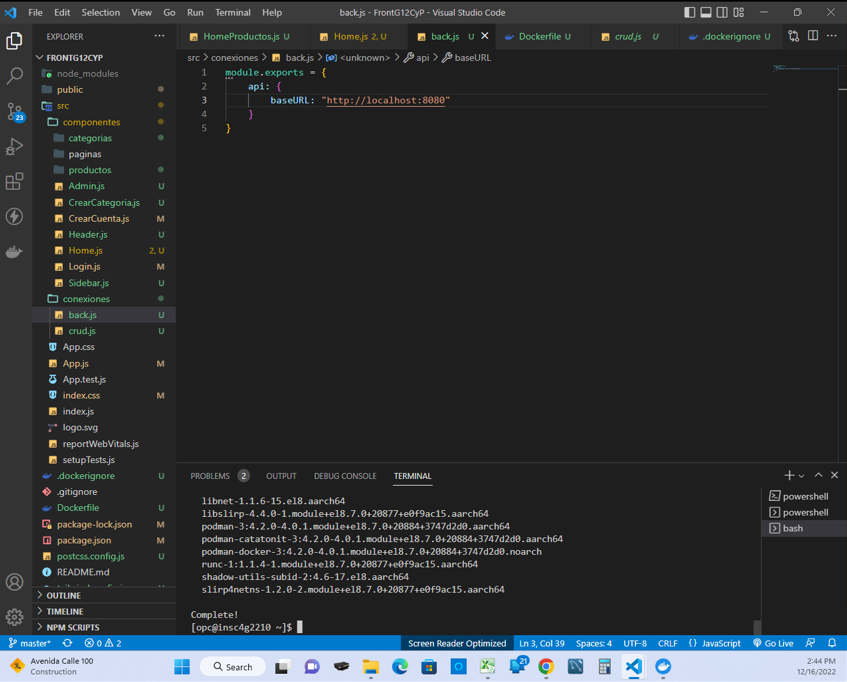 File Edit Selection View Go Run Terminal Help back.js - FrontG12CyP - Visual Studio Code
EXPLORER
HomeProductos.js U Home.js 2, U back.js U Dockerfile U crud.js U .dockerignore U
src > conexiones > back.js > <unknown> > api > baseURL
FRONTG12CYP
node_modules
public
src
componentes
categorias
paginas
productos
Admin.js U
CrearCategoria.js U
CrearCuenta.js M
Header.js U
Home.js 2, U
Login.js M
Sidebar.js U
conexiones
back.js U
crud.js U
App.css
App.js M
App.test.js
index.css M
index.js
logo.svg
reportWebVitals.js
setupTests.js
.dockerignore U
.gitignore
Dockerfile U
package-lock.json M
package.json M
postcss.config.js U
README.md
OUTLINE
TIMELINE
NPM SCRIPTS
23
1 module.exports = {
2 api: {
3 baseURL: "http://localhost:8080"
4 }
5 }
PROBLEMS 2 OUTPUT DEBUG CONSOLE TERMINAL
libnet-1.1.6-15.el8.aarch64
libslirp-4.4.0-1.module+el8.7.0+20877+e0f9ac15.aarch64
podman-3:4.2.0-4.0.1.module+el8.7.0+20884+3747d2d0.aarch64
podman-catatonit-3:4.2.0-4.0.1.module+el8.7.0+20884+3747d2d0.aarch64
podman-docker-3:4.2.0-4.0.1.module+el8.7.0+20884+3747d2d0.noarch
runc-1:1.1.4-1.module+el8.7.0+20877+e0f9ac15.aarch64
shadow-utils-subid-2:4.6-17.el8.aarch64
slirp4netns-1.2.0-2.module+el8.7.0+20877+e0f9ac15.aarch64
Complete!
[opc@insc4g2210 ~]$
powershell
powershell
bash
master* 0 2 Screen Reader Optimized Ln 3, Col 39 Spaces: 4 UTF-8 CRLF {} JavaScript Go Live
Avenida Calle 100
Construction
Search
21
2:44 PM
12/16/2022